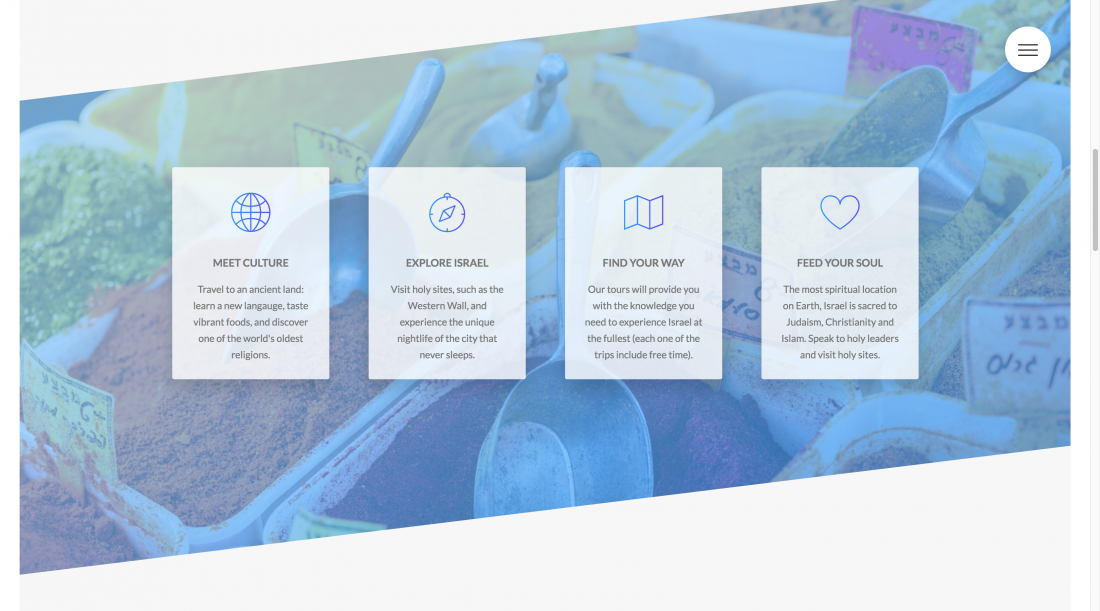 MEET CULTURE
Travel to an ancient land:
learn a new langauge, taste
vibrant foods, and discover
one of the world's oldest
religions.
EXPLORE ISRAEL
Visit holy sites, such as the
Western Wall, and
experience the unique
nightlife of the city that
never sleeps.
FIND YOUR WAY
Our tours will provide you
with the knowledge you
need to experience Israel at
the fullest (each one of the
trips include free time).
FEED YOUR SOUL
The most spiritual location
on Earth, Israel is sacred to
Judaism, Christianity and
Islam. Speak to holy leaders
and visit holy sites.